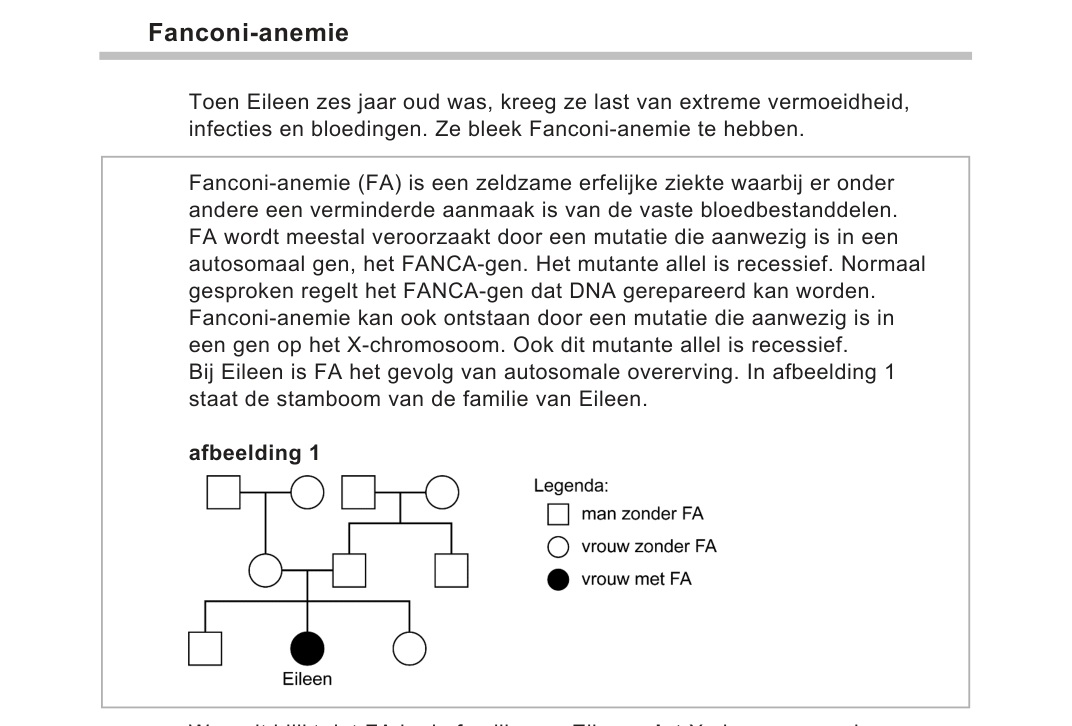 Fanconi-anemie
Toen Eileen zes jaar oud was, kreeg ze last van extreme vermoeidheid,
infecties en bloedingen. Ze bleek Fanconi-anemie te hebben.
Fanconi-anemie (FA) is een zeldzame erfelijke ziekte waarbij er onder
andere een verminderde aanmaak is van de vaste bloedbestanddelen.
FA wordt meestal veroorzaakt door een mutatie die aanwezig is in een
autosomaal gen, het FANCA-gen. Het mutante allel is recessief. Normaal
gesproken regelt het FANCA-gen dat DNA gerepareerd kan worden.
Fanconi-anemie kan ook ontstaan door een mutatie die aanwezig is in
een gen op het X-chromosoom. Ook dit mutante allel is recessief.
Bij Eileen is FA het gevolg van autosomale overerving. In afbeelding 1
staat de stamboom van de familie van Eileen.
afbeelding 1
Legenda:
man zonder FA
vrouw zonder FA
vrouw met FA
Eileen